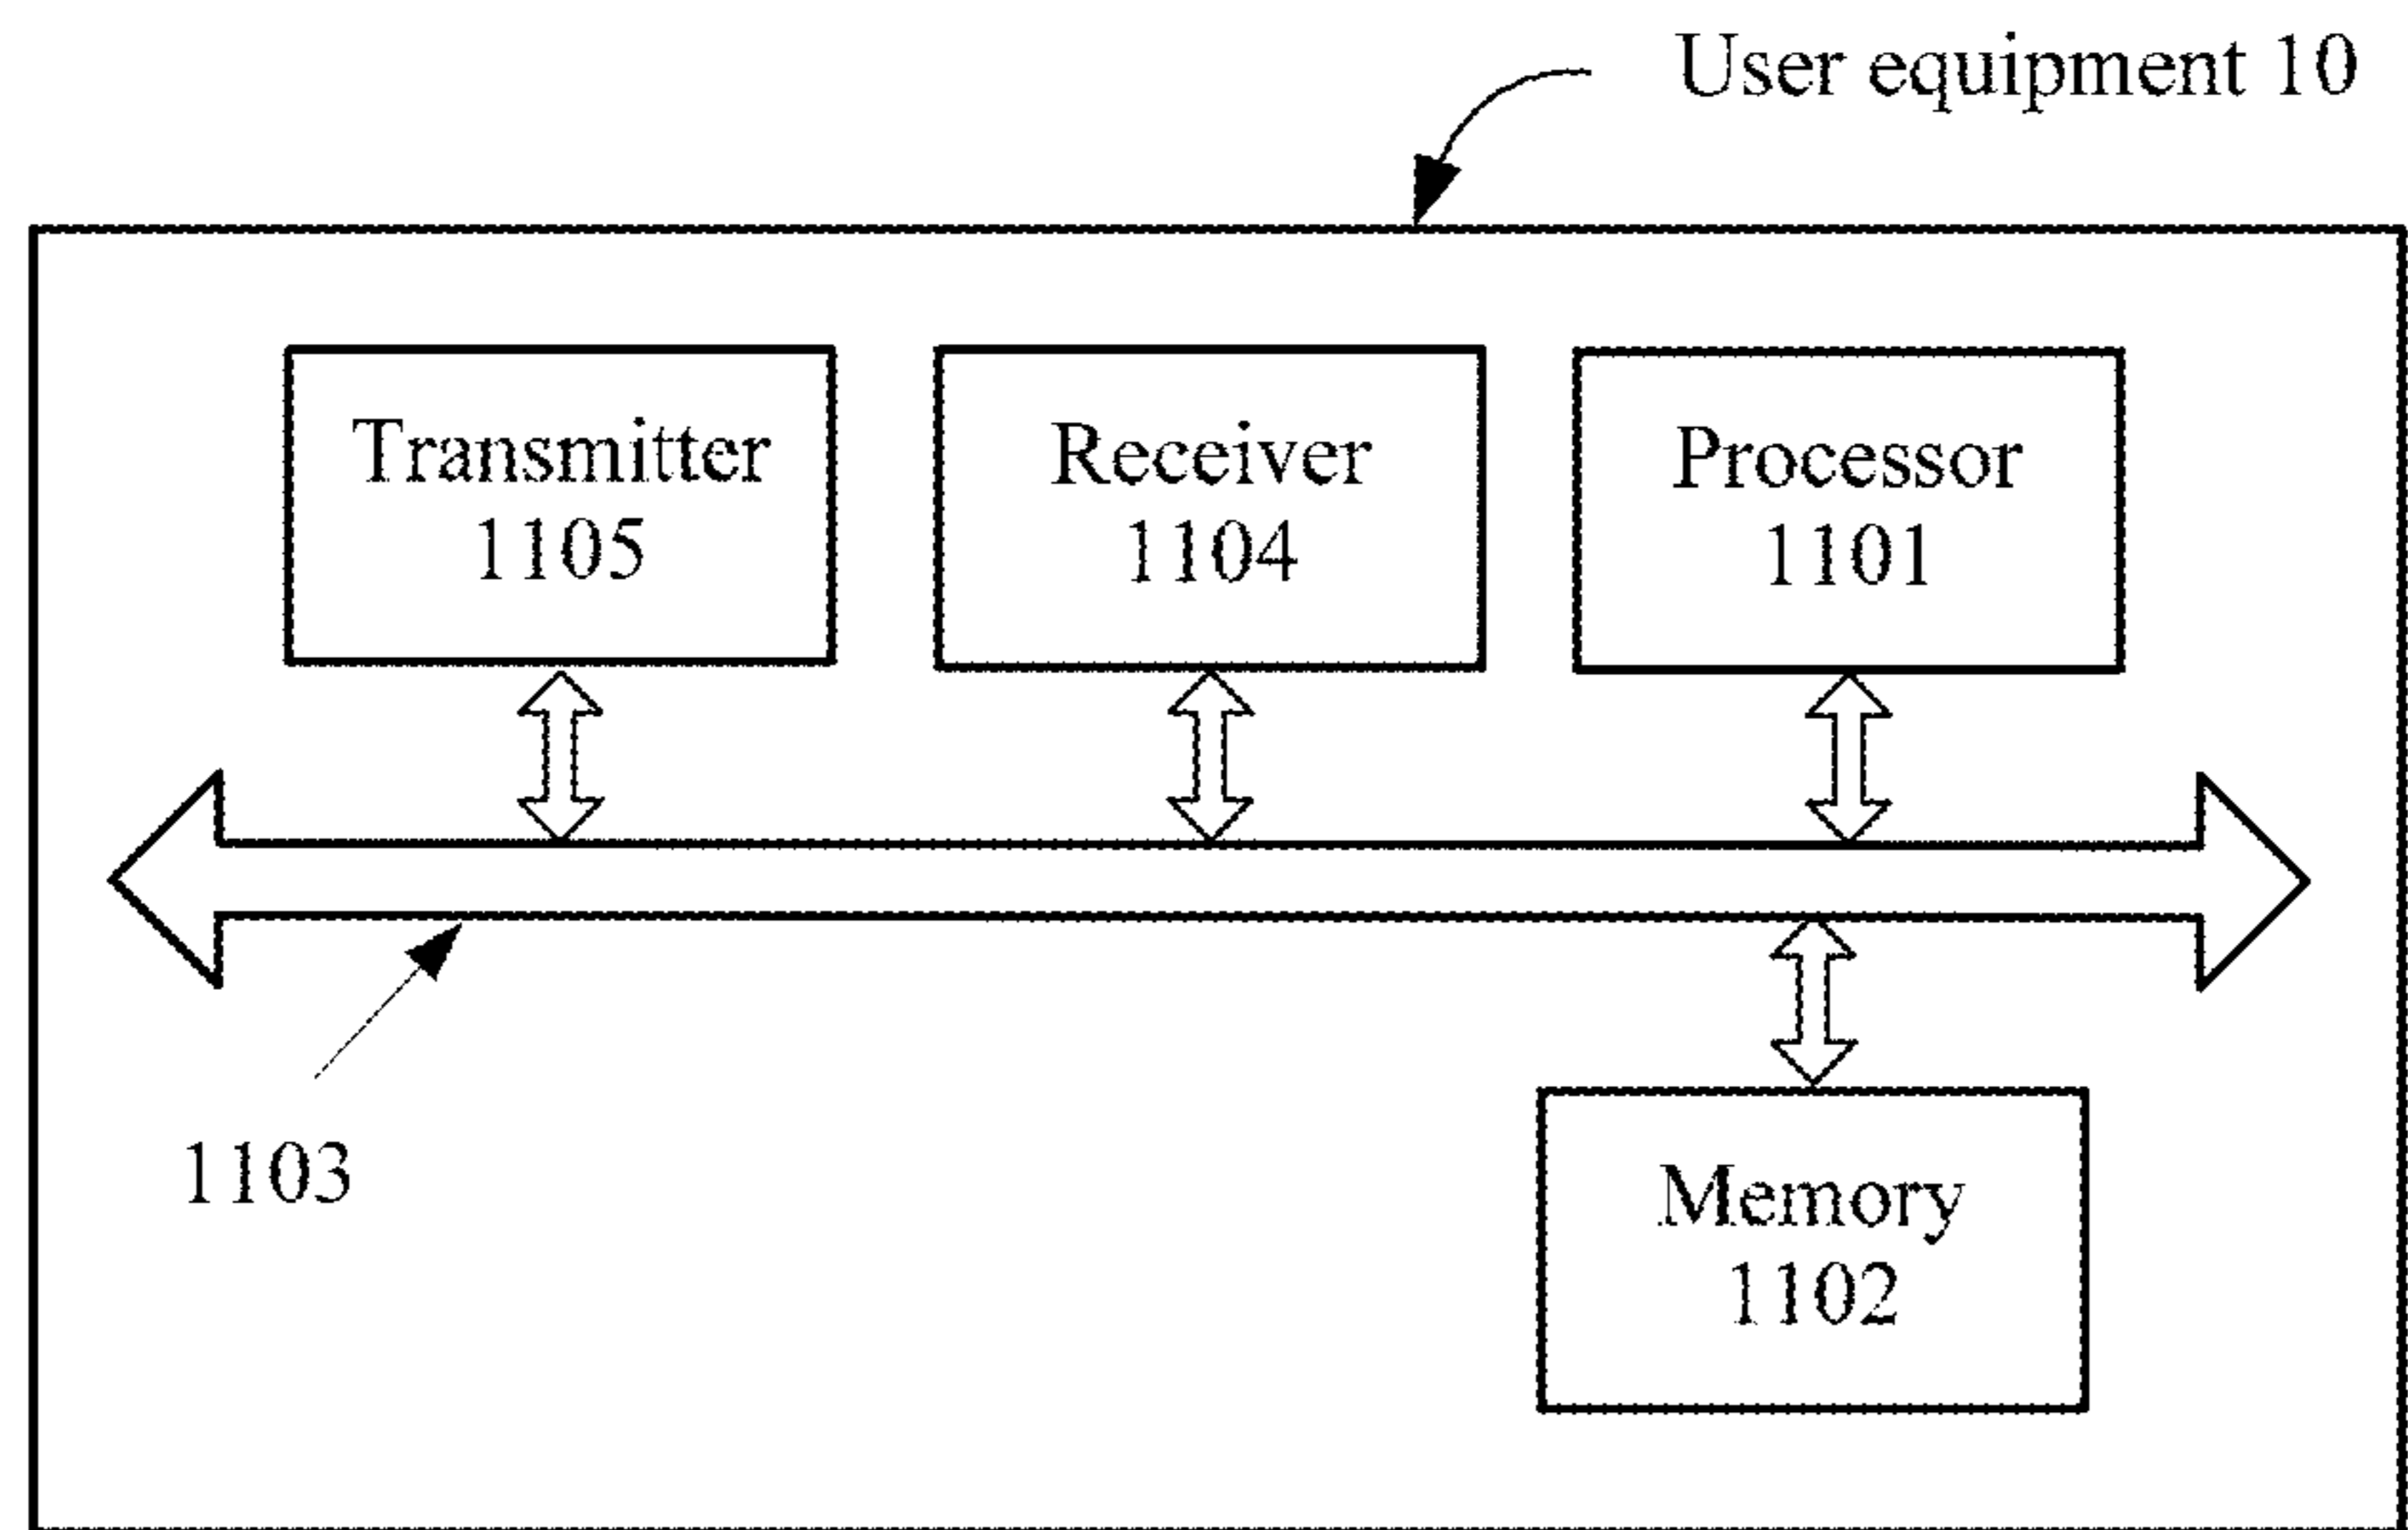 User equipment 10
Transmitter
1105
Receiver
1104
Processor
1101
1103
Memory
1102